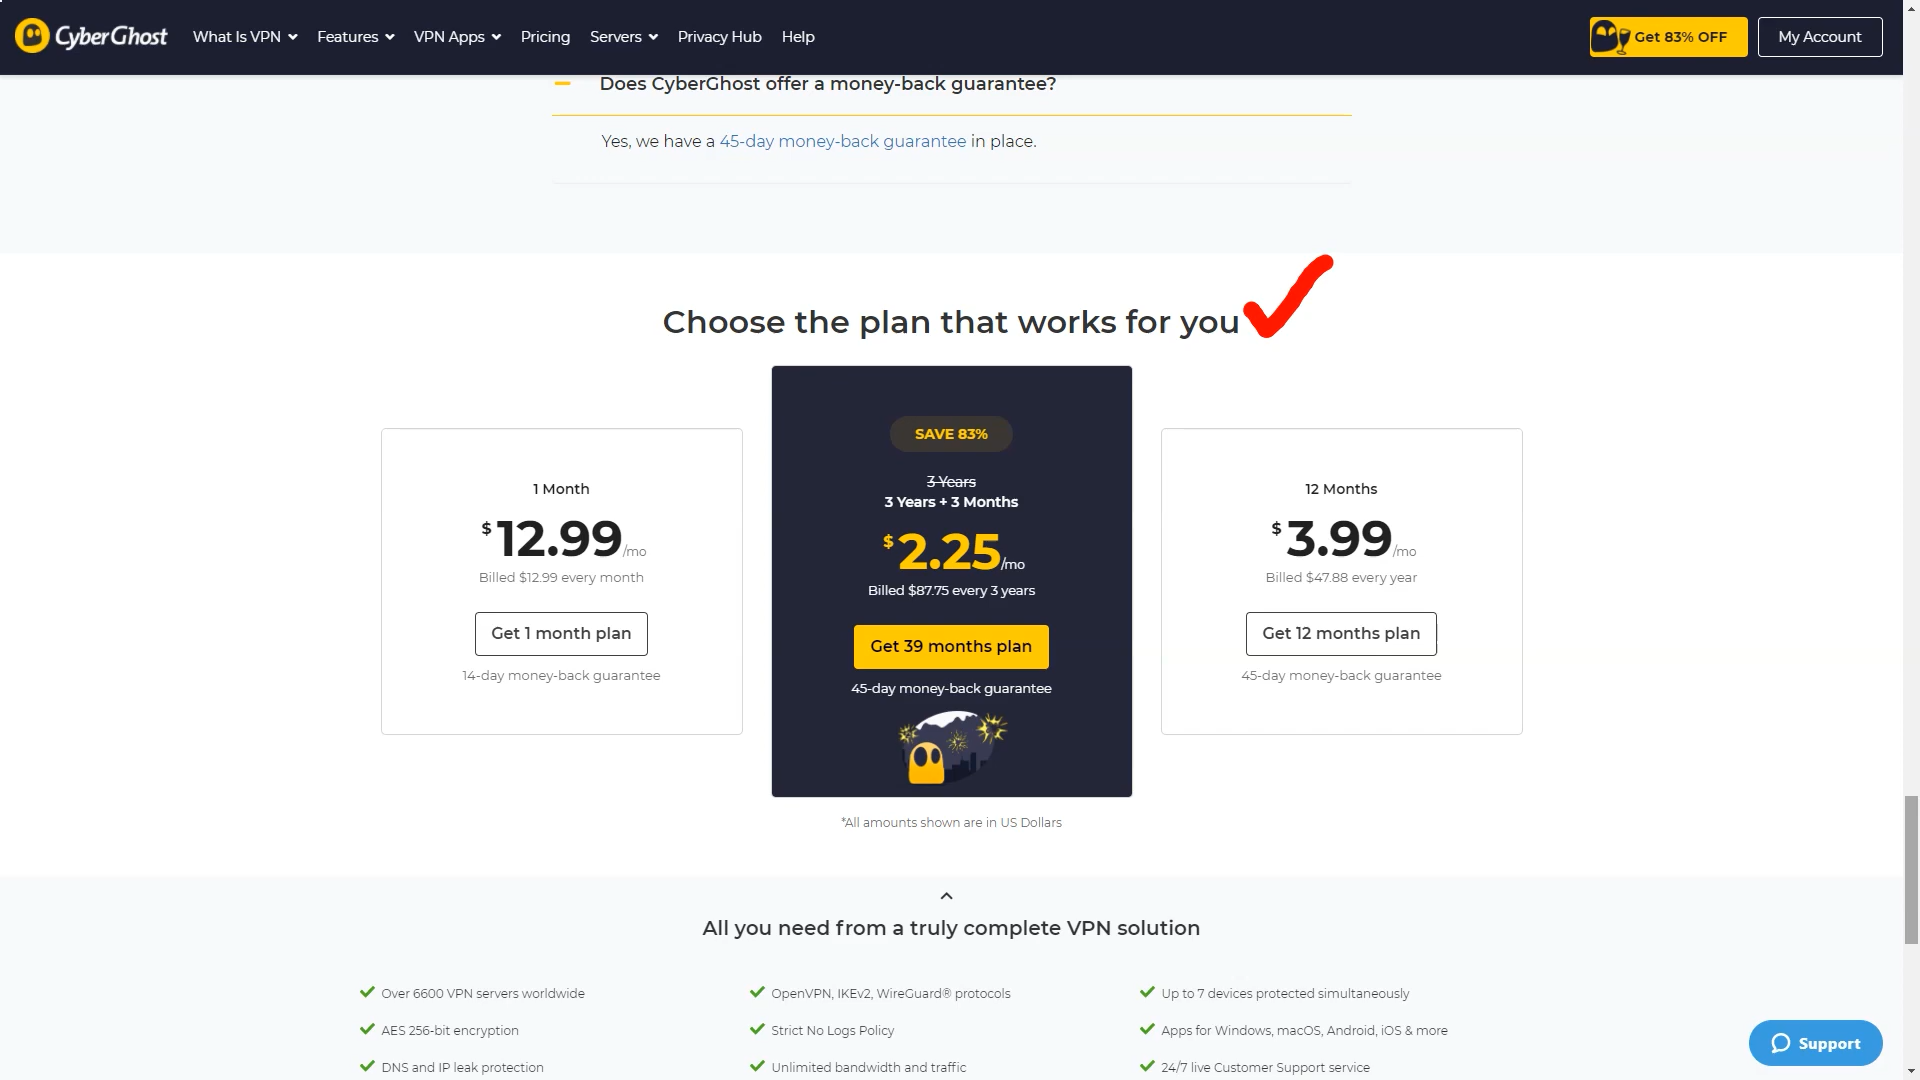 CyberGhost
What Is VPN
Features
VPN Apps
Pricing
Servers
Privacy Hub
Help
Get 83% OFF
My Account
Does CyberGhost offer a money-back guarantee?
Yes, we have a 45-day money-back guarantee in place.
Choose the plan that works for you
1 Month
$12.99/mo
Billed $12.99 every month
Get 1 month plan
14-day money-back guarantee
SAVE 83%
3 Years
3 Years + 3 Months
$2.25/mo
Billed $87.75 every 3 years
Get 39 months plan
45-day money-back guarantee
12 Months
$3.99/mo
Billed $47.88 every year
Get 12 months plan
45-day money-back guarantee
*All amounts shown are in US Dollars
All you need from a truly complete VPN solution
Over 6600 VPN servers worldwide
OpenVPN, IKEv2, WireGuard® protocols
Up to 7 devices protected simultaneously
AES 256-bit encryption
Strict No Logs Policy
Apps for Windows, macOS, Android, iOS & more
DNS and IP leak protection
Unlimited bandwidth and traffic
24/7 live Customer Support service
Support